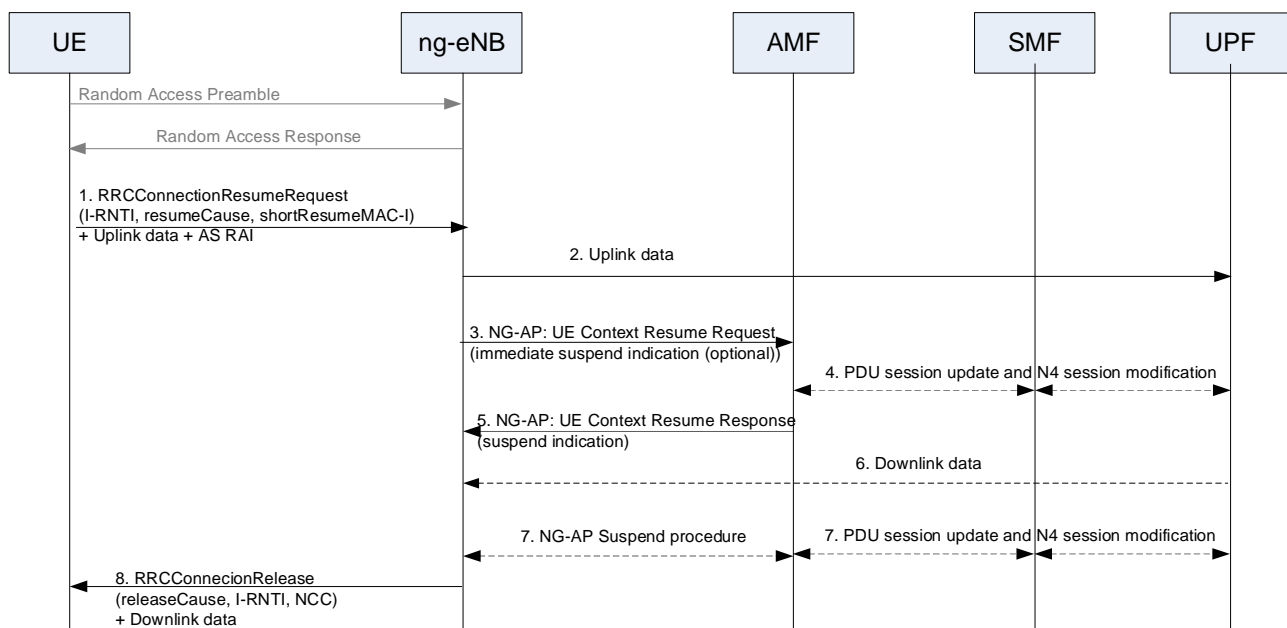 UE
ng-eNB
AMF
SMF
UPF
Random Access Preamble
Random Access Response
1. RRCConnectionResumeRequest
(I-RNTI, resumeCause, shortResumeMAC-I)
+ Uplink data + AS RAI
2. Uplink data
3. NG-AP: UE Context Resume Request
(immediate suspend indication (optional))
4. PDU session update and N4 session modification
5. NG-AP: UE Context Resume Response
(suspend indication)
6. Downlink data
7. NG-AP Suspend procedure
7. PDU session update and N4 session modification
8. RRCConnecionRelease
(releaseCause, I-RNTI, NCC)
+ Downlink data